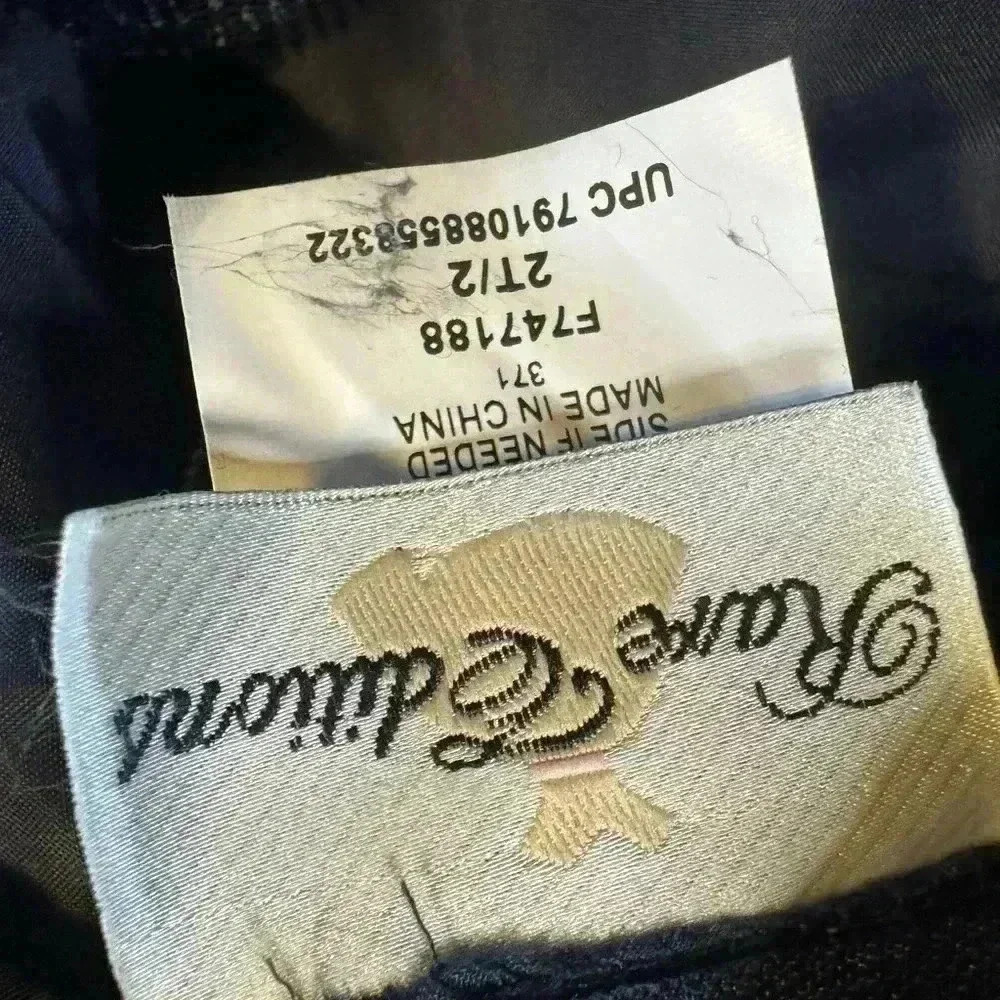 Rare Editions
SIDE IF NEEDED
MADE IN CHINA
371
F747188
2T/2
UPC 791088558322